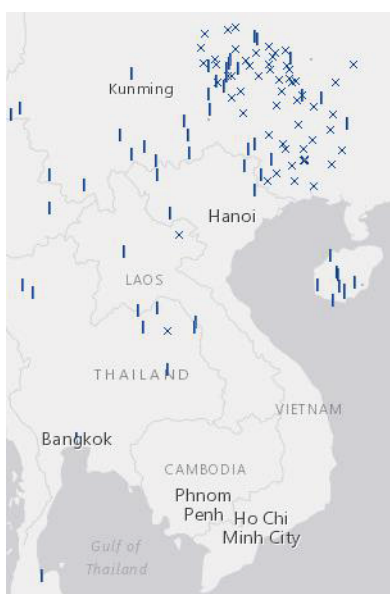 Kunming
Hanoi
LAOS
THAILAND
VIETNAM
Bangkok
CAMBODIA
Phnom
Penh
Ho Chi
Minh City
Gulf of
Thailand